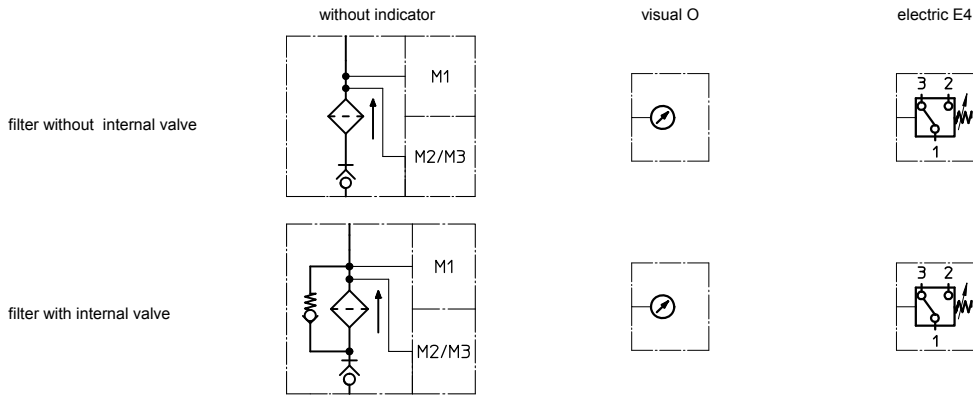 without indicator
visual O
electric E4
filter without internal valve
M1
M2/M3
3 2
1
filter with internal valve
M1
M2/M3
3 2
1